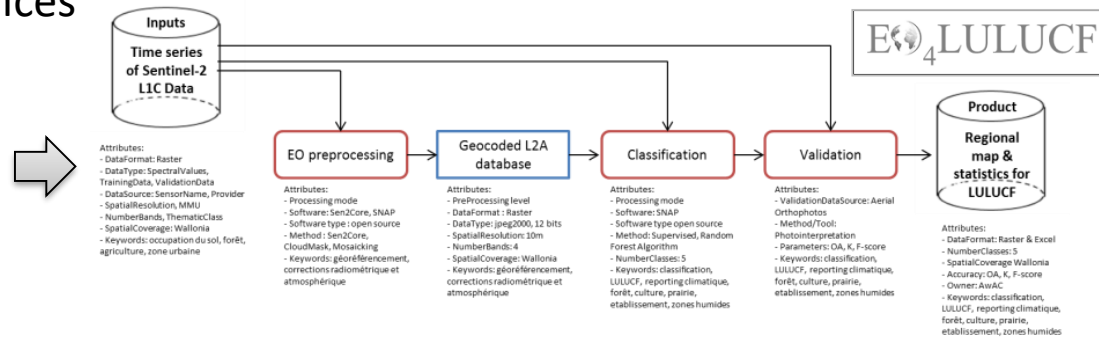 nces
Inputs
Time series
of Sentinel-2
L1C Data
Attributes:
- DataFormat: Raster
- DataType: SpectralValues,
TrainingData, ValidationData
- DataSource: SensorName, Provider
- SpatialResolution, MMU
- NumberBands, ThematicClass
- SpatialCoverage: Wallonia
- Keywords: occupation du sol, forêt,
agriculture, zone urbaine
EO preprocessing
Attributes:
- Processing mode
- Software: Sen2Core, SNAP
- Software type : open source
- Method : Sen2Core,
CloudMask, Mosaicking
- Keywords: géoréférencement,
corrections radiométrique et
atmosphérique
Geocoded L2A
database
Attributes:
- PreProcessing level
- DataFormat : Raster
- DataType: jpeg2000, 12 bits
- SpatialResolution: 10m
- NumberBands: 4
- SpatialCoverage: Wallonia
- Keywords: géoréférencement,
corrections radiométrique et
atmosphérique
Classification
Attributes:
- Processing mode
- Software: SNAP
- Software type open source
- Method: Supervised, Random
Forest Algorithm
- NumberClasses: 5
- Keywords: classification,
LULUCF, reporting climatique,
forêt, culture, prairie,
etablissement, zones humides
Validation
Attributes:
- ValidationDataSource: Aerial
Orthophotos
- Method/Tool:
Photointerpretation
- Parameters: OA, K, F-score
- Keywords: classification,
LULUCF, reporting climatique,
forêt, culture, prairie,
etablissement, zones humides
EO4LULUCF
Product
Regional
map &
statistics for
LULUCF
Attributes:
- DataFormat: Raster & Excel
- NumberClasses: 5
- SpatialCoverage Wallonia
- Accuracy: OA, K, F-score
- Owner: AwAC
- Keywords: classification,
LULUCF, reporting climatique,
forêt, culture, prairie,
etablissement, zones humides